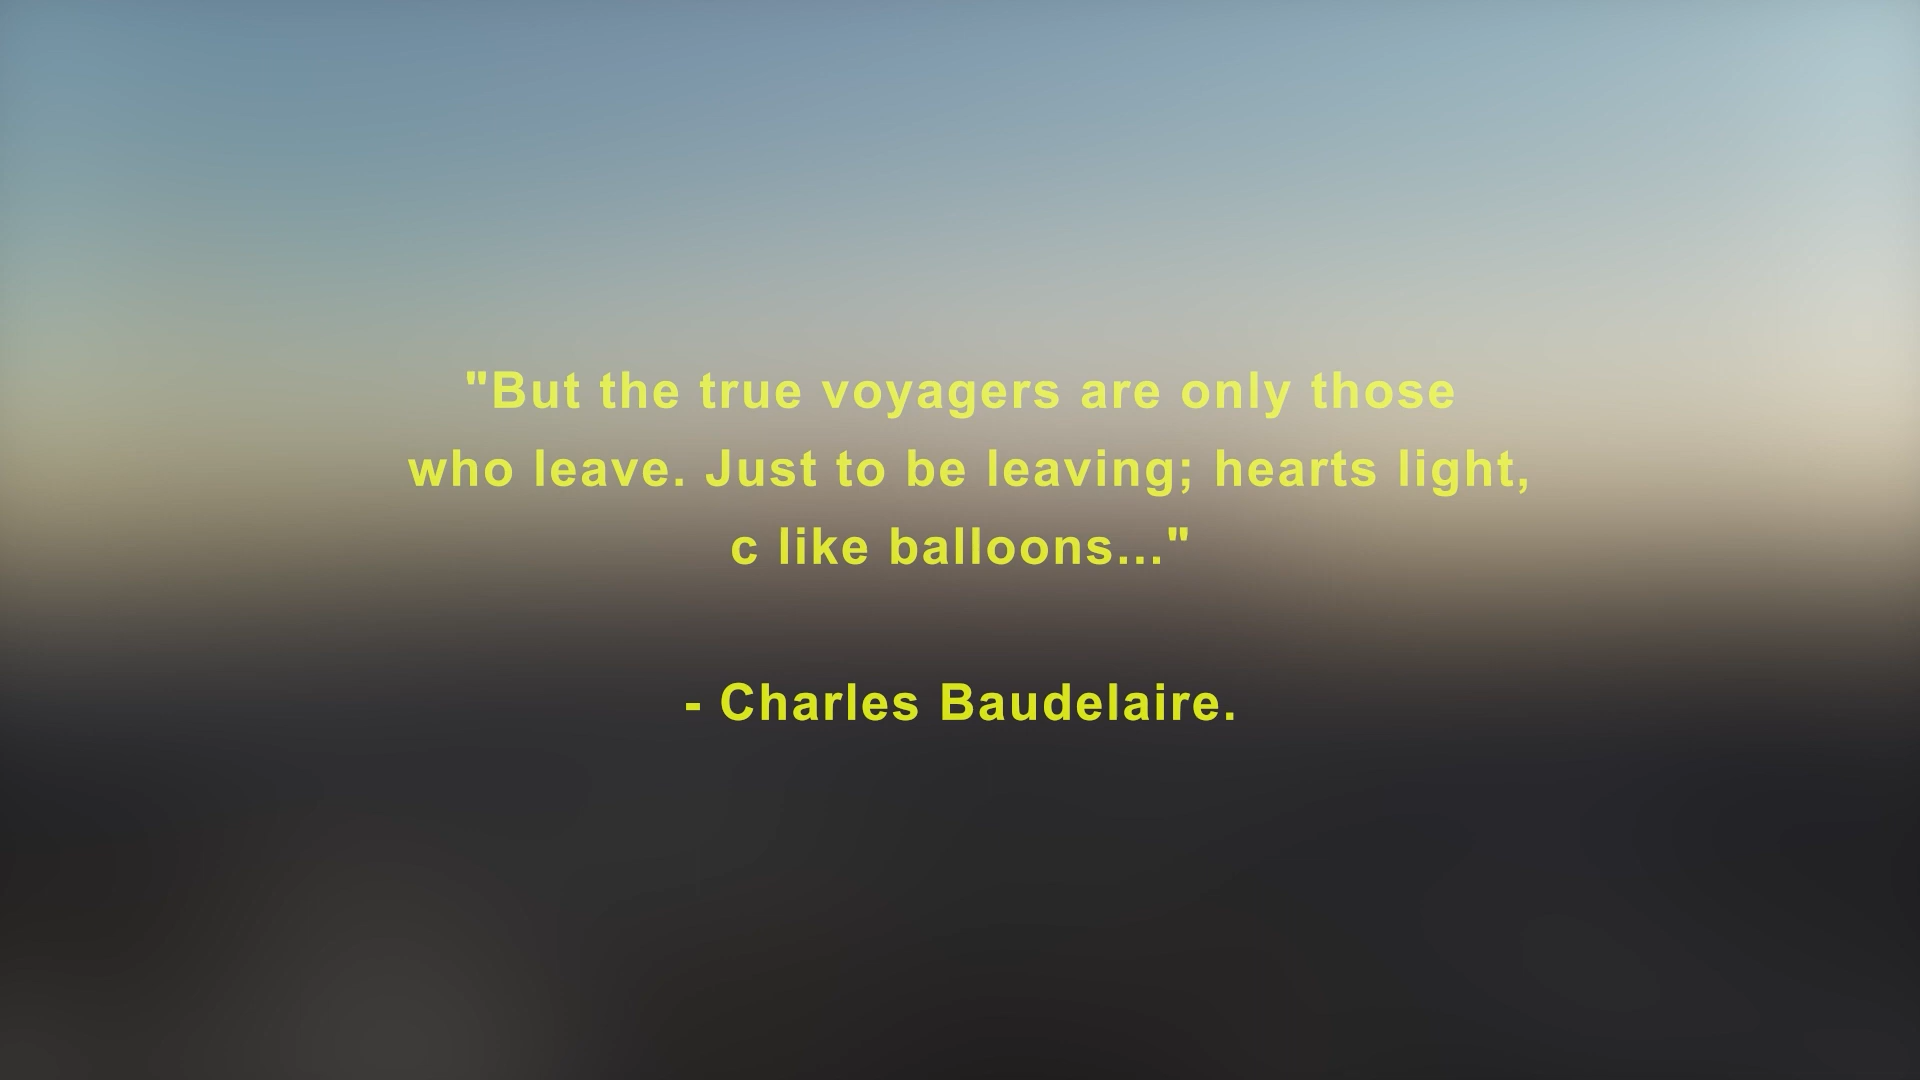 "But the true voyagers are only those
who leave. Just to be leaving; hearts light,
c like balloons..."
- Charles Baudelaire.